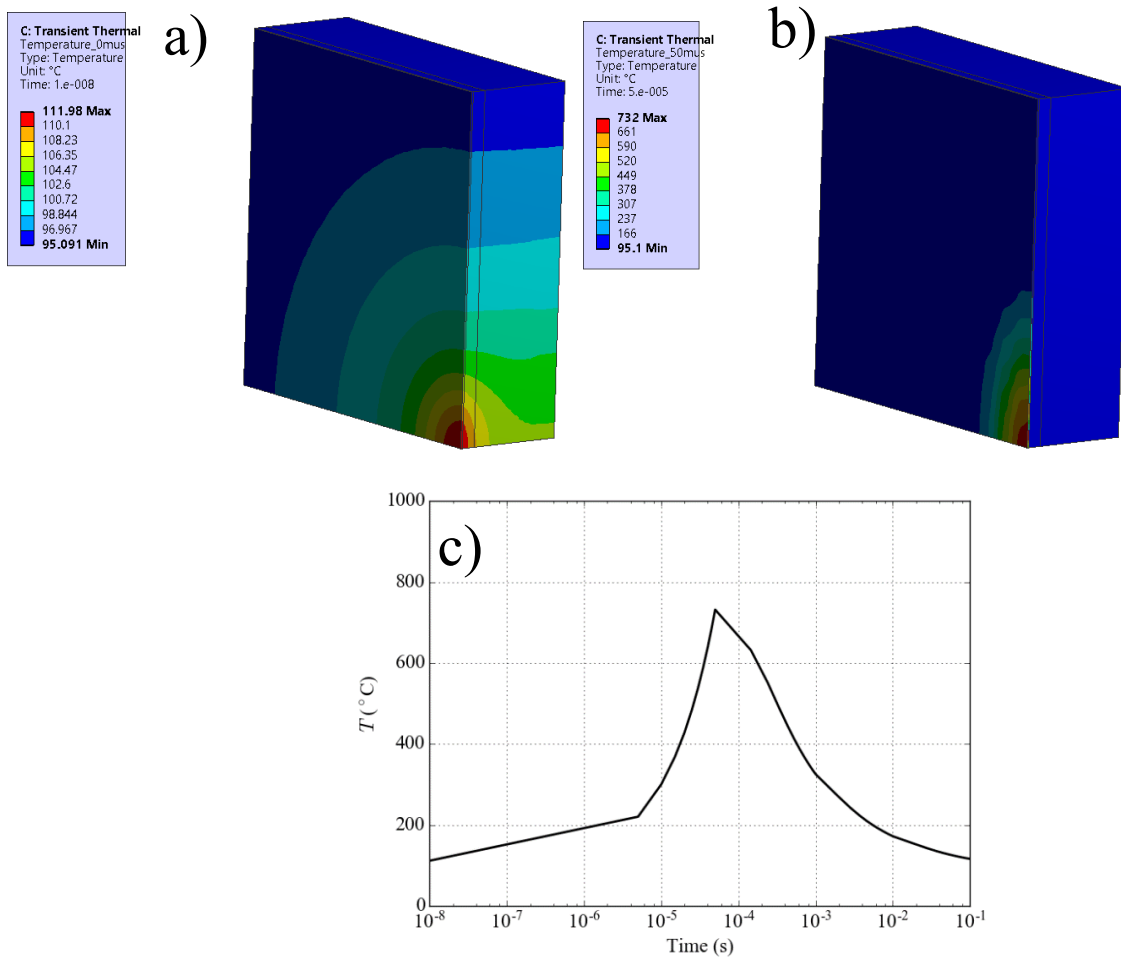 C: Transient Thermal
Temperature_0mus
Type: Temperature
Unit: °C
Time: 1.e-008
111.98 Max
110.1
108.23
106.35
104.47
102.6
100.72
98.844
96.967
95.091 Min
a)
C: Transient Thermal
Temperature_50mus
Type: Temperature
Unit: °C
Time: 5.e-005
732 Max
661
590
520
449
378
307
237
166
95.1 Min
b)
c)
1000
800
600
400
200
0
T (°C)
10⁻⁸ 10⁻⁷ 10⁻⁶ 10⁻⁵ 10⁻⁴ 10⁻³ 10⁻² 10⁻¹
Time (s)